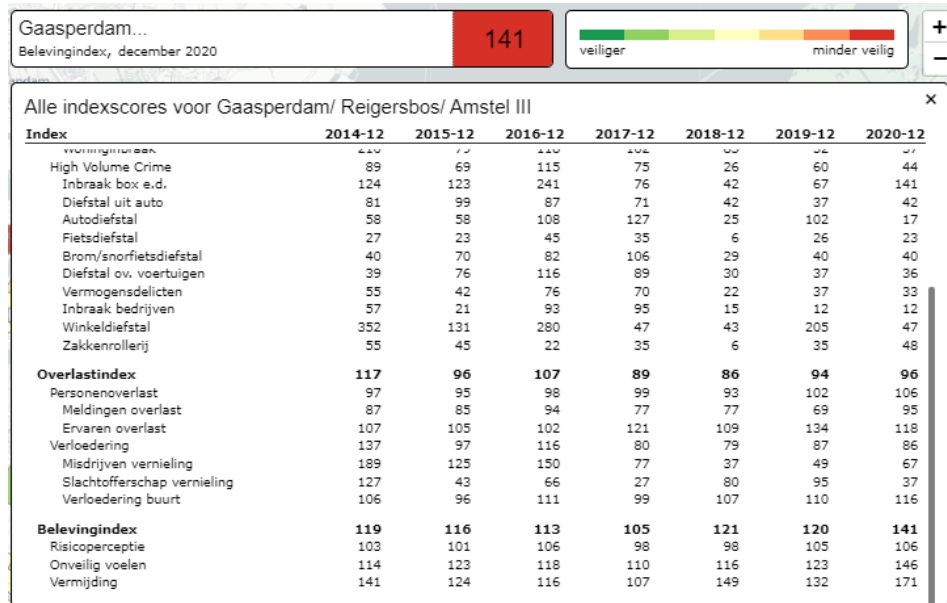 Gaasperdam...
Belevingindex, december 2020
141
veiliger
minder veilig
+
−
Alle indexscores voor Gaasperdam/ Reigersbos/ Amstel III
×
Index 2014-12 2015-12 2016-12 2017-12 2018-12 2019-12 2020-12
High Volume Crime 89 69 115 75 26 60 44
Inbraak box e.d. 124 123 241 76 42 67 141
Diefstal uit auto 81 99 87 71 42 37 42
Autodiefstal 58 58 108 127 25 102 17
Fietsdiefstal 27 23 45 35 6 26 23
Brom/snorfietsdiefstal 40 70 82 106 29 40 40
Diefstal ov. voertuigen 39 76 116 89 30 37 36
Vermogensdelicten 55 42 76 70 22 37 33
Inbraak bedrijven 57 21 93 95 15 12 12
Winkeldiefstal 352 131 280 47 43 205 47
Zakkenrollerij 55 45 22 35 6 35 48
Overlastindex 117 96 107 89 86 94 96
Personenoverlast 97 95 98 99 93 102 106
Meldingen overlast 87 85 94 77 77 69 95
Ervaren overlast 107 105 102 121 109 134 118
Verloedering 137 97 116 80 79 87 86
Misdrijven vernieling 189 125 150 77 37 49 67
Slachtofferschap vernieling 127 43 66 27 80 95 37
Verloedering buurt 106 96 111 99 107 110 116
Belevingindex 119 116 113 105 121 120 141
Risicoperceptie 103 101 106 98 98 105 106
Onveilig voelen 114 123 118 110 116 123 146
Vermijding 141 124 116 107 149 132 171